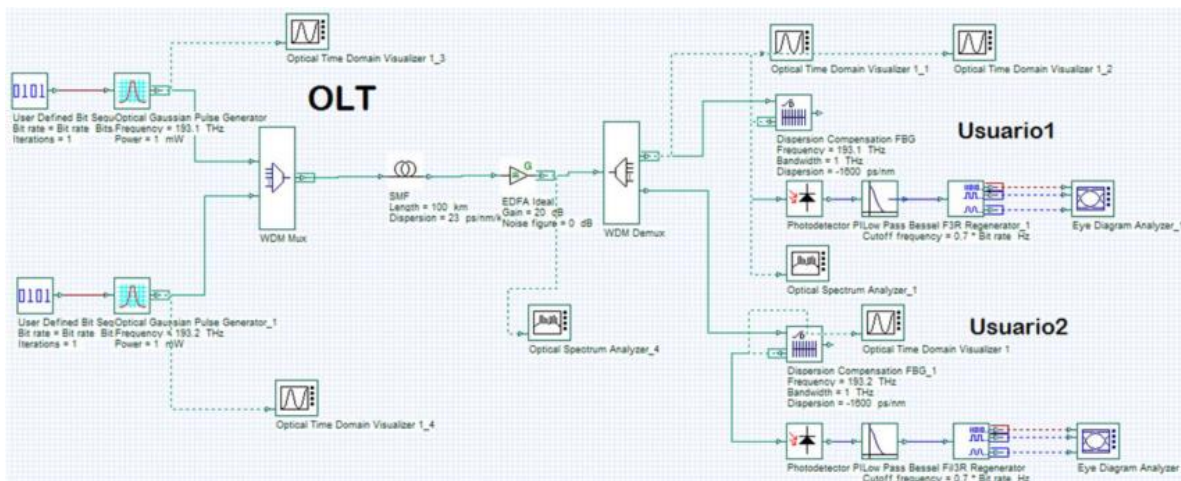 Optical Time Domain Visualizer 1_3
OLT
0101
User Defined Bit Sequ
Optical Gaussian Pulse Generator
Bit rate = Bit rate Bits
Frequency = 193.1 THz
Iterations = 1
Power = 1 mW
WDM Mux
SMF
Length = 100 km
Dispersion = 23 ps/nm/k
G
EDFA Ideal
Gain = 20 dB
Noise figure = 0 dB
WDM Demux
0101
User Defined Bit Sequ
Optical Gaussian Pulse Generator_1
Bit rate = Bit rate Bit
Frequency = 193.2 THz
Iterations = 1
Power = 1 mW
Optical Time Domain Visualizer 1_4
Optical Spectrum Analyzer_4
Optical Time Domain Visualizer 1_1
Optical Time Domain Visualizer 1_2
Usuario1
Dispersion Compensation FBG
Frequency = 193.1 THz
Bandwidth = 1 THz
Dispersion = -1600 ps/nm
Photodetector PI
Low Pass Bessel F
3R Regenerator_1
Cutoff frequency = 0.7 * Bit rate Hz
Eye Diagram Analyzer_1
Optical Spectrum Analyzer_1
Usuario2
Optical Time Domain Visualizer 1
Dispersion Compensation FBG_1
Frequency = 193.2 THz
Bandwidth = 1 THz
Dispersion = -1600 ps/nm
Photodetector PI
Low Pass Bessel Fil
3R Regenerator
Cutoff frequency = 0.7 * Bit rate Hz
Eye Diagram Analyzer